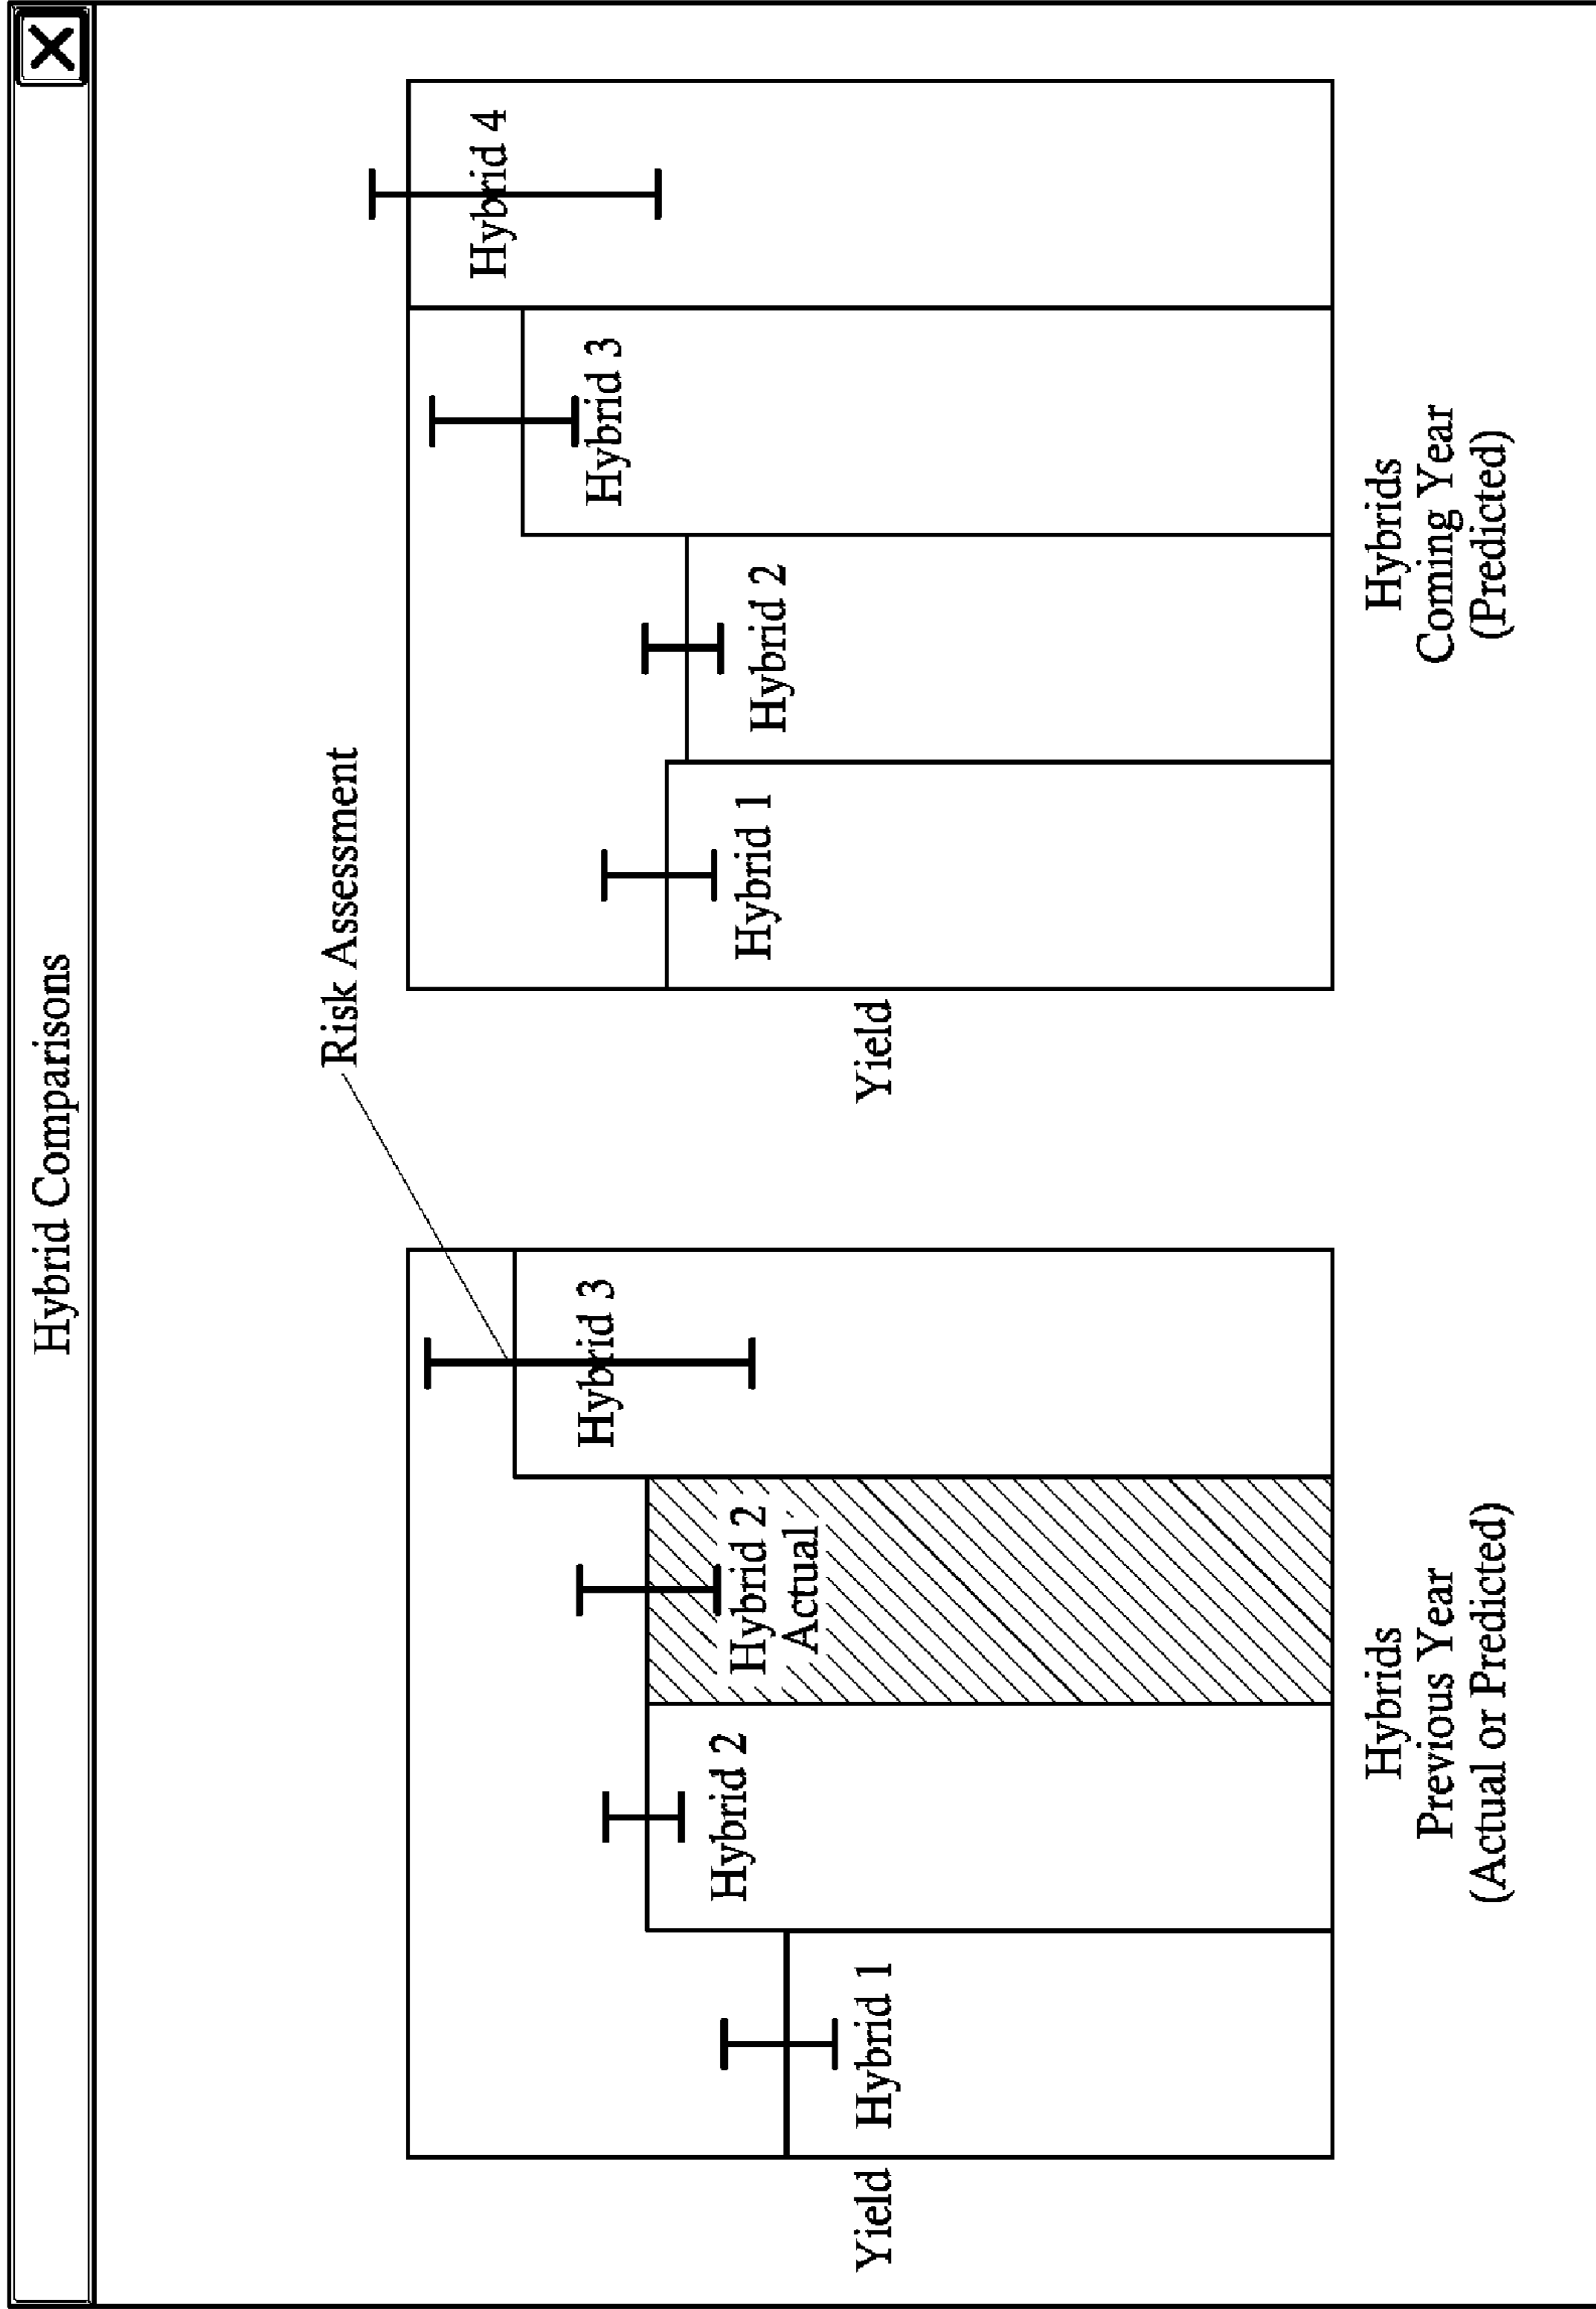 Hybrid Comparisons
X
Risk Assessment
Yield
Hybrid 1
Hybrid 2
Hybrid 2
Actual
Hybrid 3
Hybrids
Previous Year
(Actual or Predicted)
Yield
Hybrid 1
Hybrid 2
Hybrid 3
Hybrid 4
Hybrids
Coming Year
(Predicted)